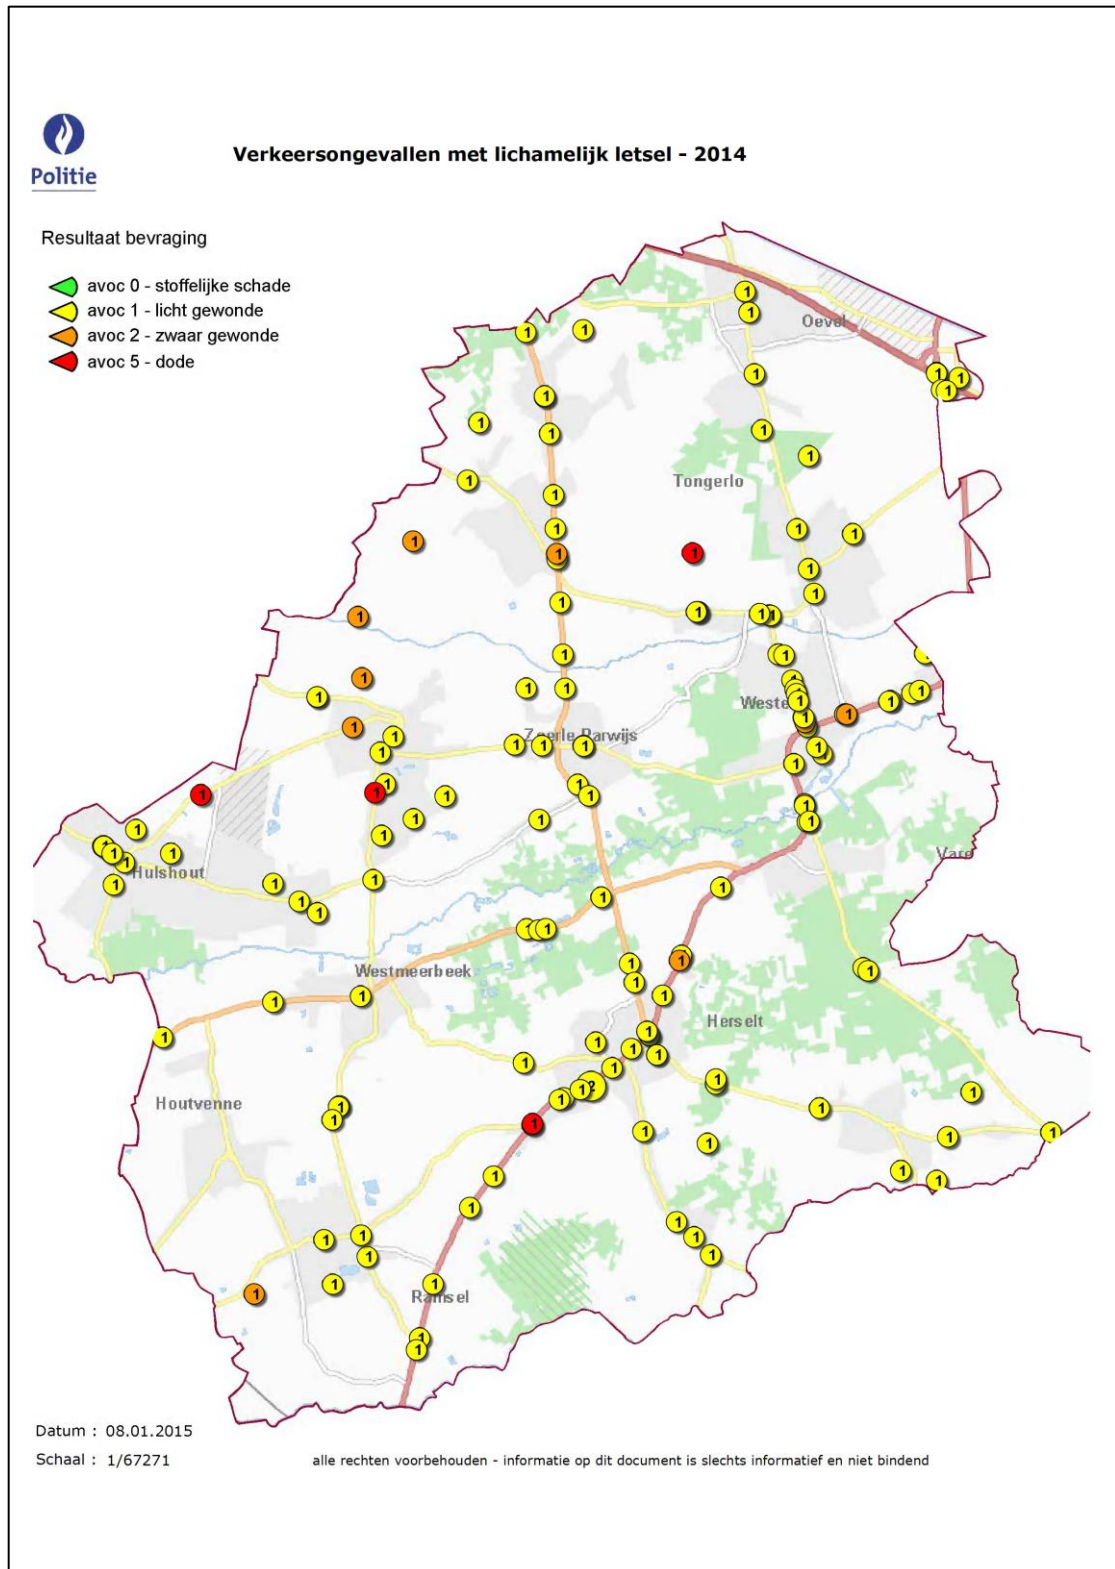 Politie
Verkeersongevallen met lichamelijk letsel - 2014
Resultaat bevraging
avoc 0 - stoffelijke schade
avoc 1 - licht gewonde
avoc 2 - zwaar gewonde
avoc 5 - dode
Oevel
Tongerlo
Zoerle Parwijs
Hulshout
Westmeerbeek
Herselt
Houtvenne
Ramsel
Datum : 08.01.2015
Schaal : 1/67271
alle rechten voorbehouden - informatie op dit document is slechts informatief en niet bindend